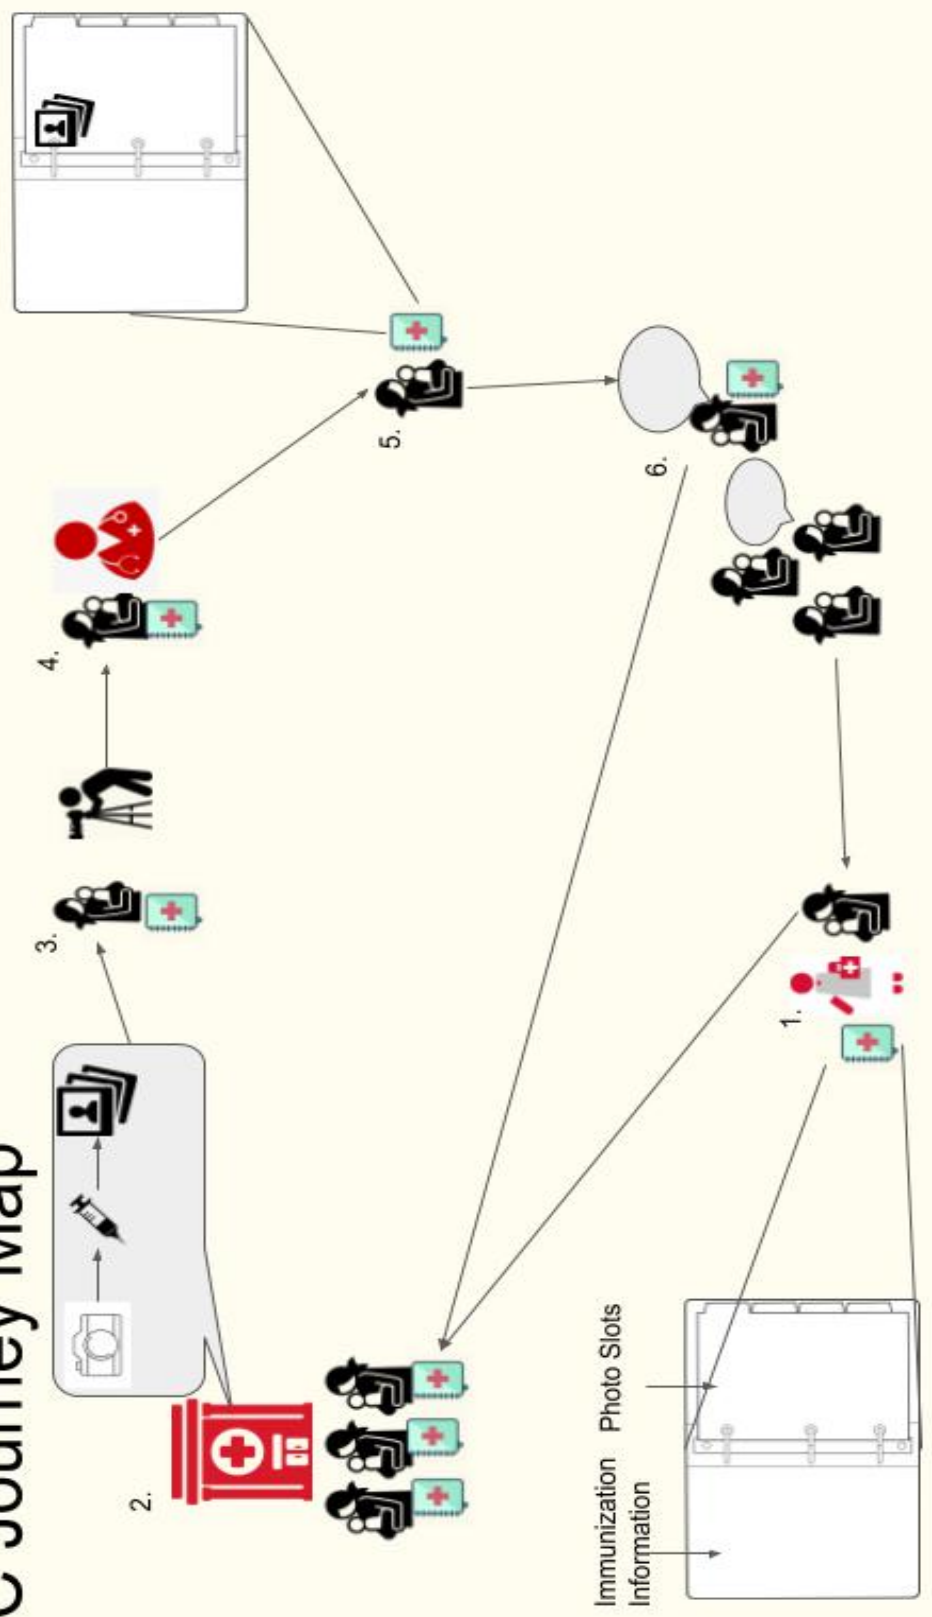 Journey Map
2.
3.
4.
5.
6.
1.
Immunization
Information
Photo Slots